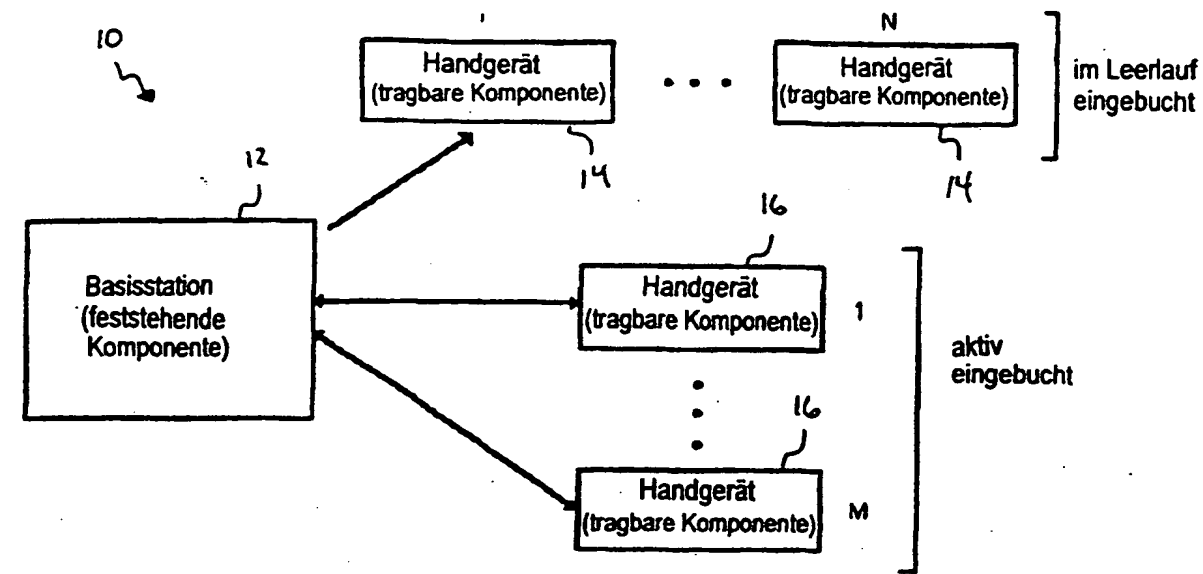 10
N
Handgerät
(tragbare Komponente)
Handgerät
(tragbare Komponente)
im Leerlauf
eingebucht
14
14
12
Basisstation
(feststehende
Komponente)
16
Handgerät
(tragbare Komponente)
1
aktiv
eingebucht
16
Handgerät
(tragbare Komponente)
M